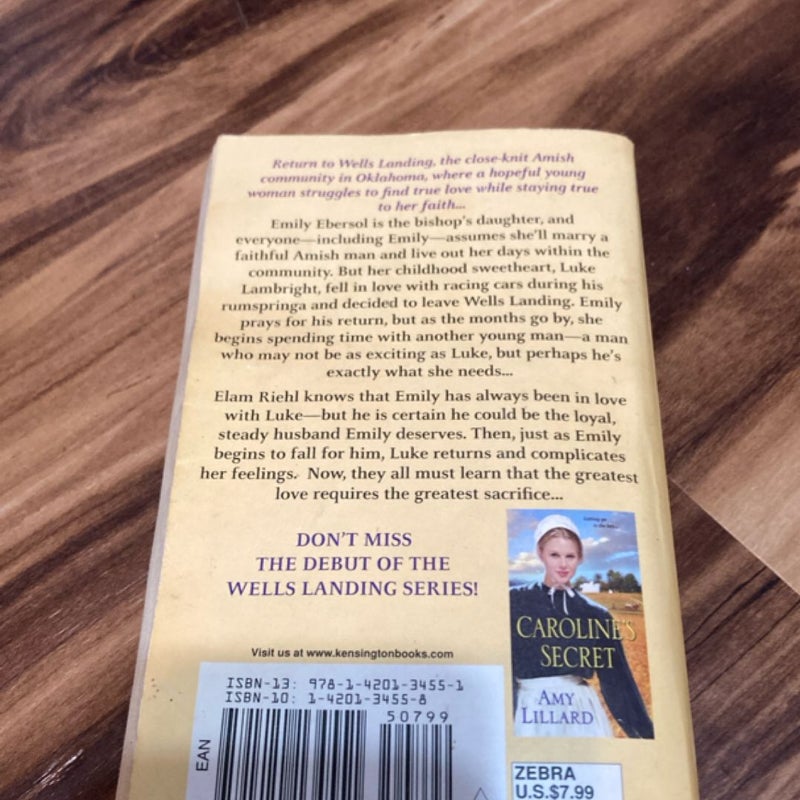 Return to Wells Landing, the close-knit Amish
community in Oklahoma, where a hopeful young
woman struggles to find true love while staying true
to her faith...
Emily Ebersol is the bishop's daughter, and
everyone—including Emily—assumes she'll marry a
faithful Amish man and live out her days within the
community. But her childhood sweetheart, Luke
Lambright, fell in love with racing cars during his
rumspringa and decided to leave Wells Landing. Emily
prays for his return, but as the months go by, she
begins spending time with another young man—a man
who may not be as exciting as Luke, but perhaps he's
exactly what she needs...
Elam Riehl knows that Emily has always been in love
with Luke—but he is certain he could be the loyal,
steady husband Emily deserves. Then, just as Emily
begins to fall for him, Luke returns and complicates
her feelings. Now, they all must learn that the greatest
love requires the greatest sacrifice...
DON'T MISS
THE DEBUT OF THE
WELLS LANDING SERIES!
CAROLINE'S
SECRET
AMY
LILLARD
Visit us at www.kensingtonbooks.com
ISBN-13: 978-1-4201-3455-1
ISBN-10: 1-4201-3455-8
50799
EAN
ZEBRA
U.S.$7.99